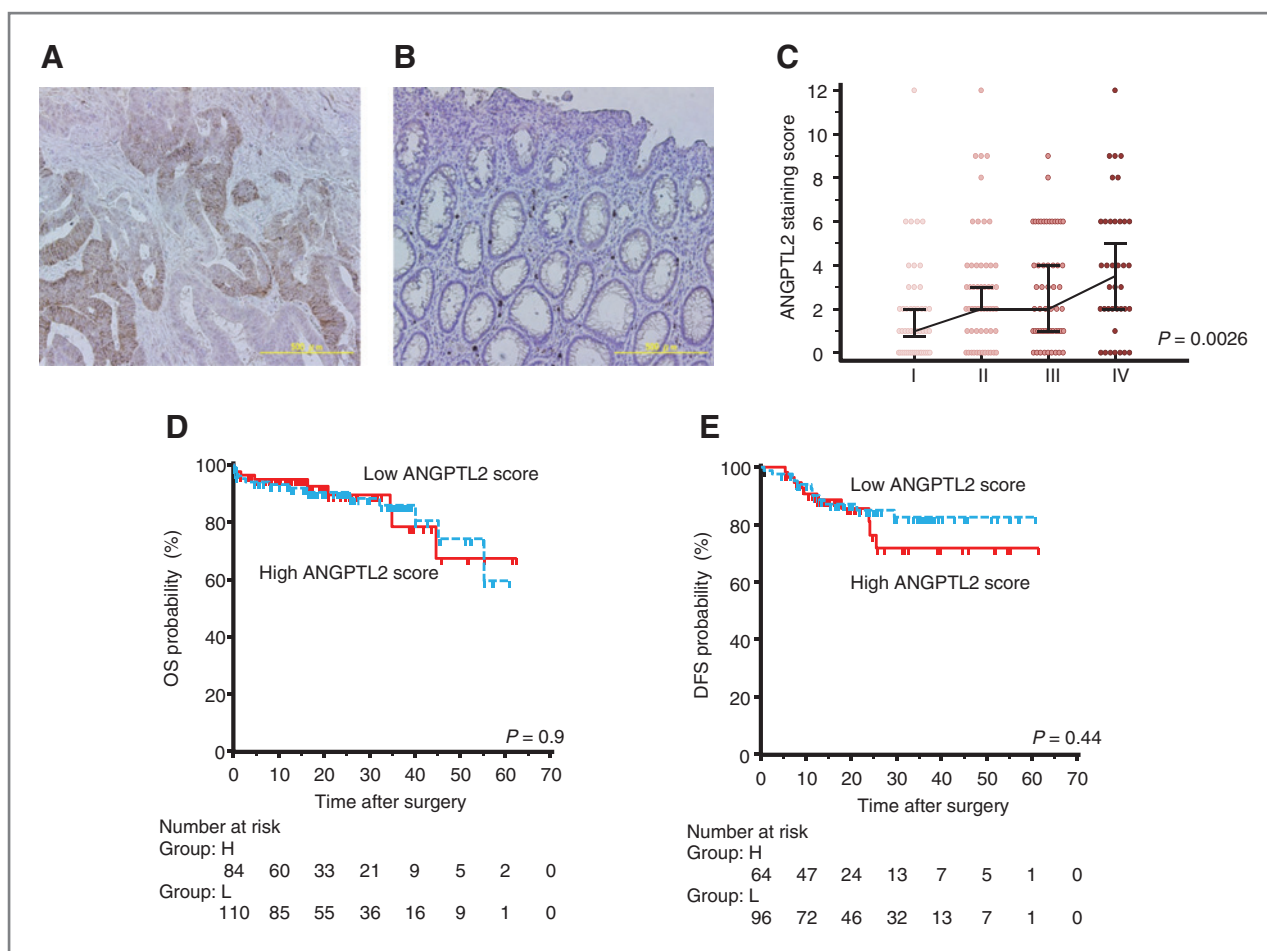 A
B
C
12
10
8
6
4
2
0
ANGPTL2 staining score
I II III IV
P = 0.0026
D
100
80
60
40
20
0
OS probability (%)
Low ANGPTL2 score
High ANGPTL2 score
P = 0.9
0 10 20 30 40 50 60 70
Time after surgery
Number at risk
Group: H
84 60 33 21 9 5 2 0
Group: L
110 85 55 36 16 9 1 0
E
100
80
60
40
20
0
DFS probability (%)
Low ANGPTL2 score
High ANGPTL2 score
P = 0.44
0 10 20 30 40 50 60 70
Time after surgery
Number at risk
Group: H
64 47 24 13 7 5 1 0
Group: L
96 72 46 32 13 7 1 0